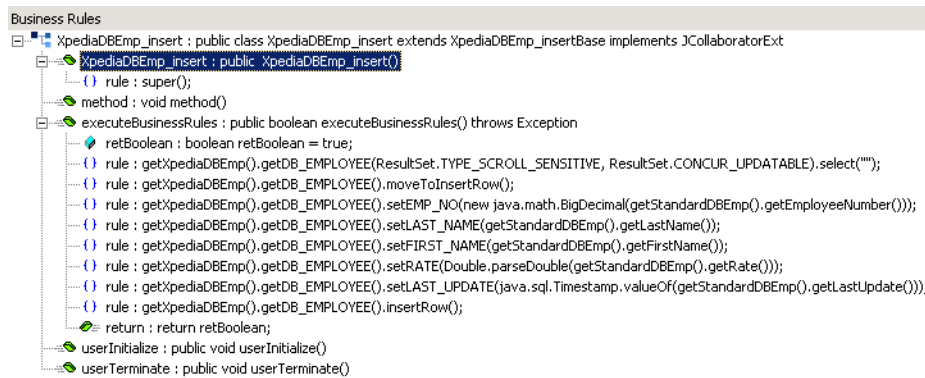 Business Rules
XpediaDBEmp_insert : public class XpediaDBEmp_insert extends XpediaDBEmp_insertBase implements JCollaboratorExt
XpediaDBEmp_insert : public XpediaDBEmp_insert()
{} rule : super();
method : void method()
executeBusinessRules : public boolean executeBusinessRules() throws Exception
retBoolean : boolean retBoolean = true;
{} rule : getXpediaDBEmp().getDB_EMPLOYEE(ResultSet.TYPE_SCROLL_SENSITIVE, ResultSet.CONCUR_UPDATABLE).select("");
{} rule : getXpediaDBEmp().getDB_EMPLOYEE().moveToInsertRow();
{} rule : getXpediaDBEmp().getDB_EMPLOYEE().setEMP_NO(new java.math.BigDecimal(getStandardDBEmp().getEmployeeNumber()));
{} rule : getXpediaDBEmp().getDB_EMPLOYEE().setLAST_NAME(getStandardDBEmp().getLastName());
{} rule : getXpediaDBEmp().getDB_EMPLOYEE().setFIRST_NAME(getStandardDBEmp().getFirstName());
{} rule : getXpediaDBEmp().getDB_EMPLOYEE().setRATE(Double.parseDouble(getStandardDBEmp().getRate()));
{} rule : getXpediaDBEmp().getDB_EMPLOYEE().setLAST_UPDATE(java.sql.Timestamp.valueOf(getStandardDBEmp().getLastUpdate()))
{} rule : getXpediaDBEmp().getDB_EMPLOYEE().insertRow();
return : return retBoolean;
userInitialize : public void userInitialize()
userTerminate : public void userTerminate()